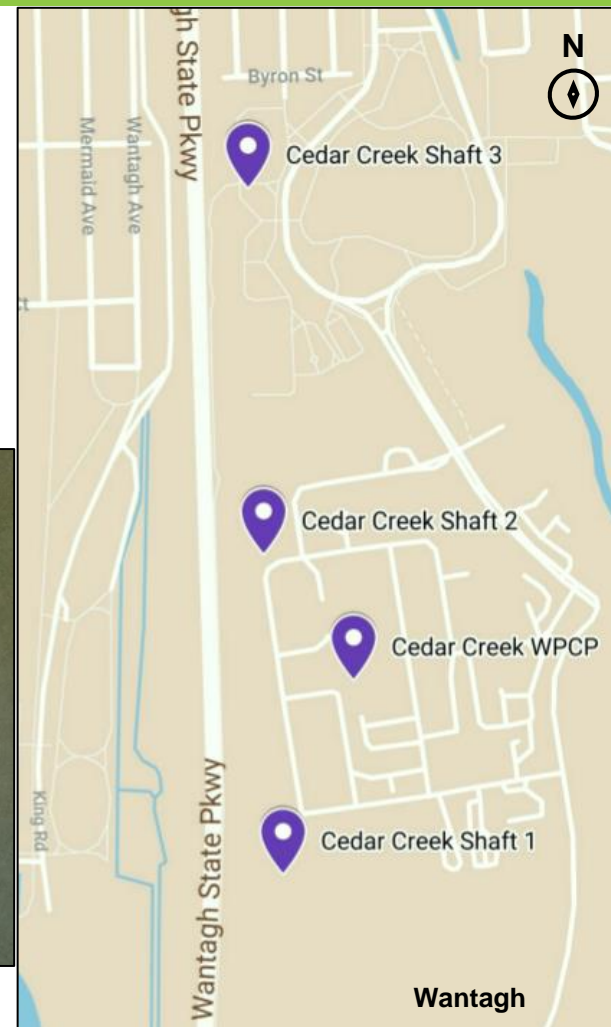 N
gh State Pkwy
Byron St
Mermaid Ave
Wantagh Ave
Cedar Creek Shaft 3
Cedar Creek Shaft 2
Cedar Creek WPCP
King Rd
Cedar Creek Shaft 1
Wantagh State Pkwy
Wantagh